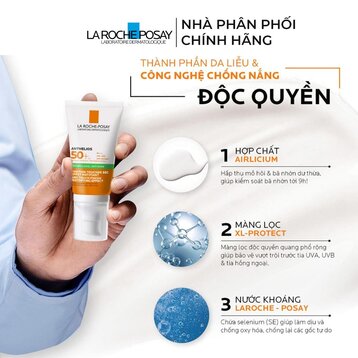 LA ROCHE-POSAY
LABORATOIRE DERMATOLOGIQUE
NHÀ PHÂN PHỐI
CHÍNH HÃNG
THÀNH PHẦN DA LIỄU &
CÔNG NGHỆ CHỐNG NẮNG
ĐỘC QUYỀN
LA ROCHE-POSAY
ANTHELIOS
50+
1
HỢP CHẤT
AIRLICIUM
Hấp thụ mồ hôi & bã nhờn dư thừa,
giúp kiểm soát bã nhờn tới 9h!
2
MÀNG LỌC
XL-PROTECT
Màng lọc độc quyền quang phổ rộng
giúp bảo vệ vượt trội trước tia UVA, UVB
& tia hồng ngoại.
3
NƯỚC KHOÁNG
LAROCHE - POSAY
Chứa selenium (SE) giúp làm dịu và
chống oxy hóa, chống lại các gốc tự do